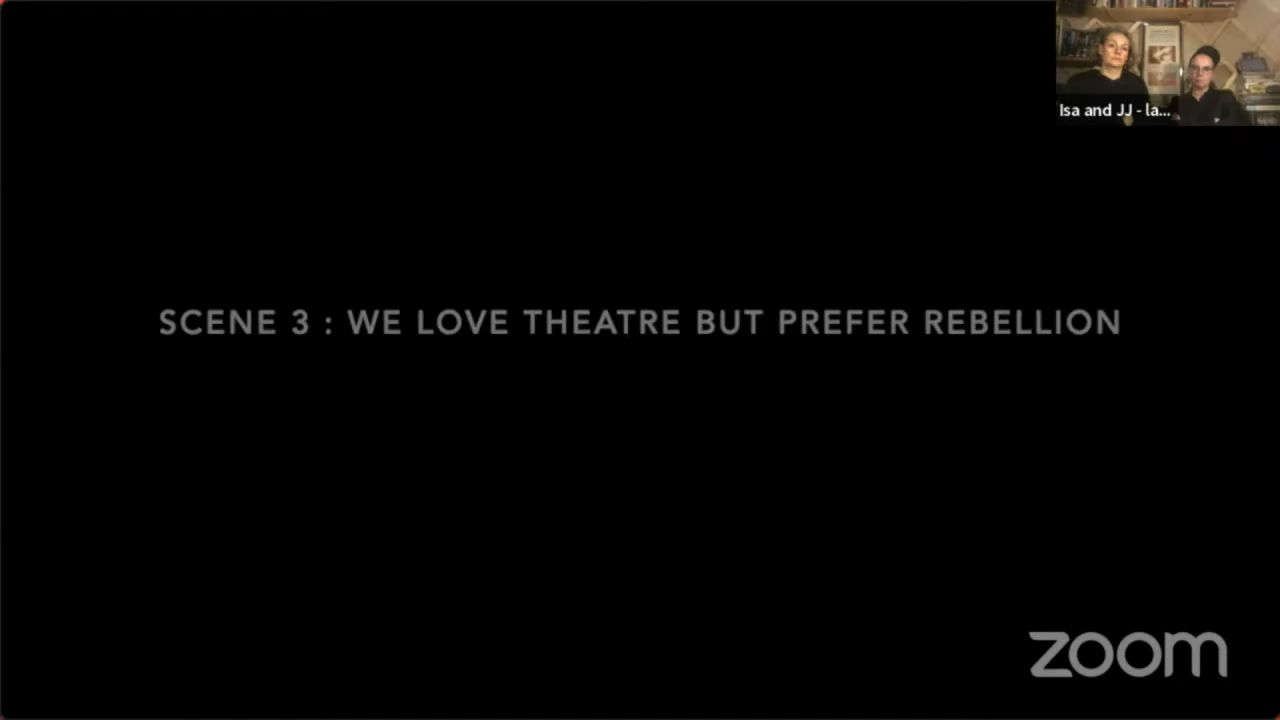 Isa and JJ - la...
SCENE 3 : WE LOVE THEATRE BUT PREFER REBELLION
zoom